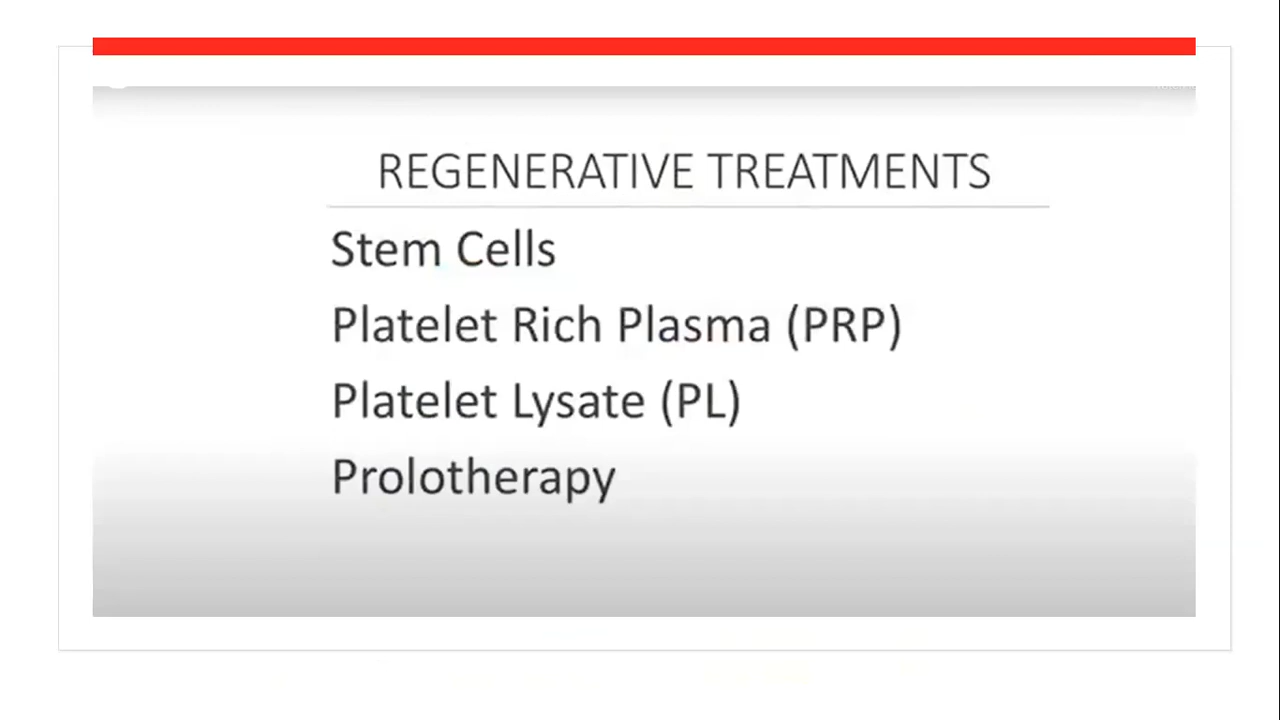 REGENERATIVE TREATMENTS
Stem Cells
Platelet Rich Plasma (PRP)
Platelet Lysate (PL)
Prolotherapy